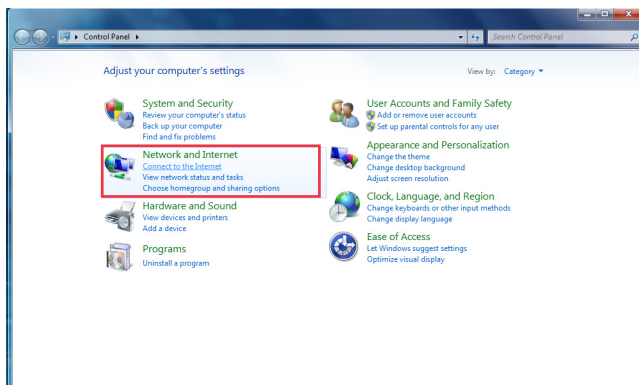 Control Panel
Search Control Panel
Adjust your computer's settings
View by: Category
System and Security
Review your computer's status
Back up your computer
Find and fix problems
Network and Internet
Connect to the Internet
View network status and tasks
Choose homegroup and sharing options
Hardware and Sound
View devices and printers
Add a device
Programs
Uninstall a program
User Accounts and Family Safety
Add or remove user accounts
Set up parental controls for any user
Appearance and Personalization
Change the theme
Change desktop background
Adjust screen resolution
Clock, Language, and Region
Change keyboards or other input methods
Change display language
Ease of Access
Let Windows suggest settings
Optimize visual display